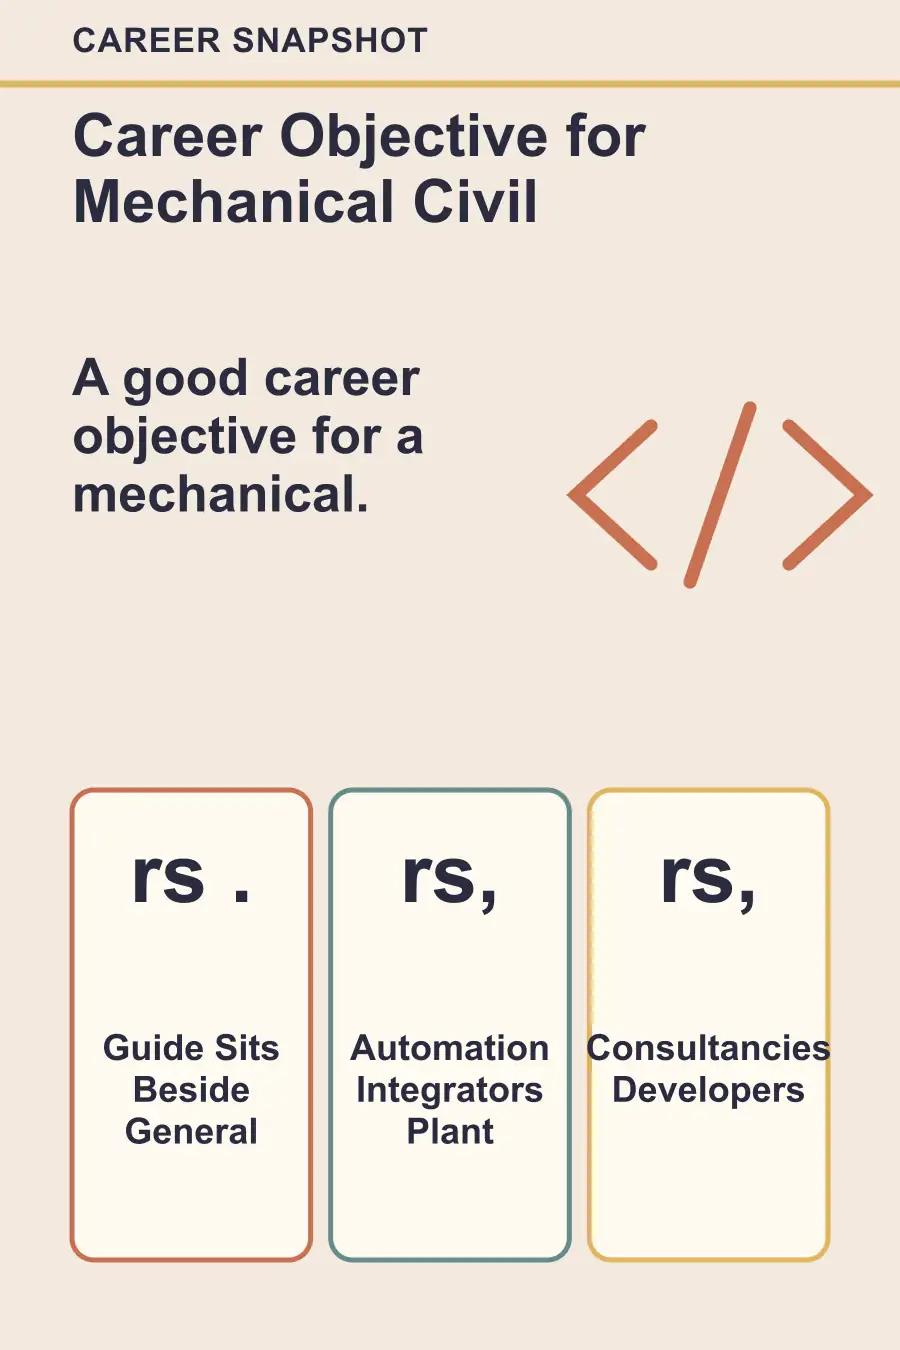 CAREER SNAPSHOT
Career Objective for
Mechanical Civil
A good career
objective for a
mechanical.
</>
rs .
Guide Sits
Beside
General
rs,
Automation
Integrators
Plant
rs,
Consultancies
Developers